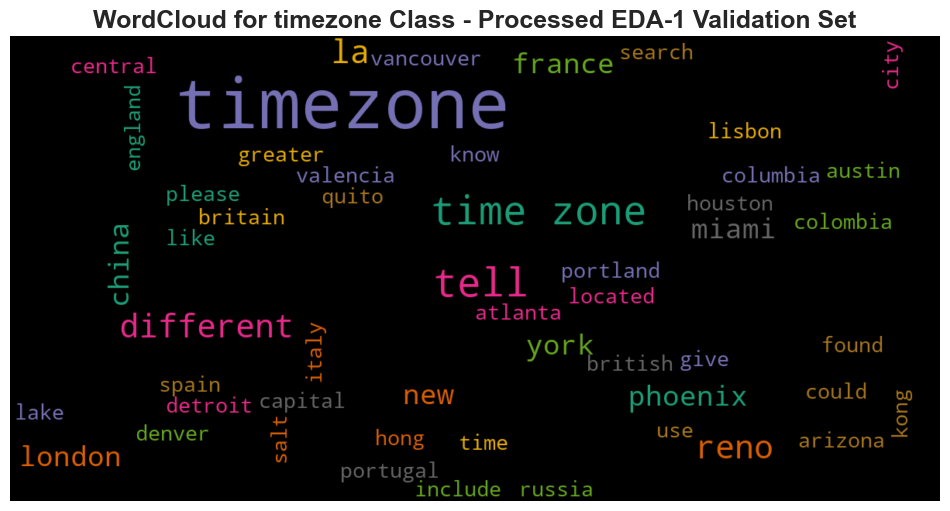 WordCloud for timezone Class - Processed EDA-1 Validation Set
la
vancouver
search
city
central
france
timezone
england
lisbon
greater
know
valencia
columbia
austin
please
quito
time zone
houston
britain
miami
colombia
like
china
portland
tell
located
atlanta
different
italy
york
found
british
give
spain
new
phoenix
could
lake
detroit
capital
kong
denver
salt
hong
time
use
reno
arizona
london
portugal
include
russia